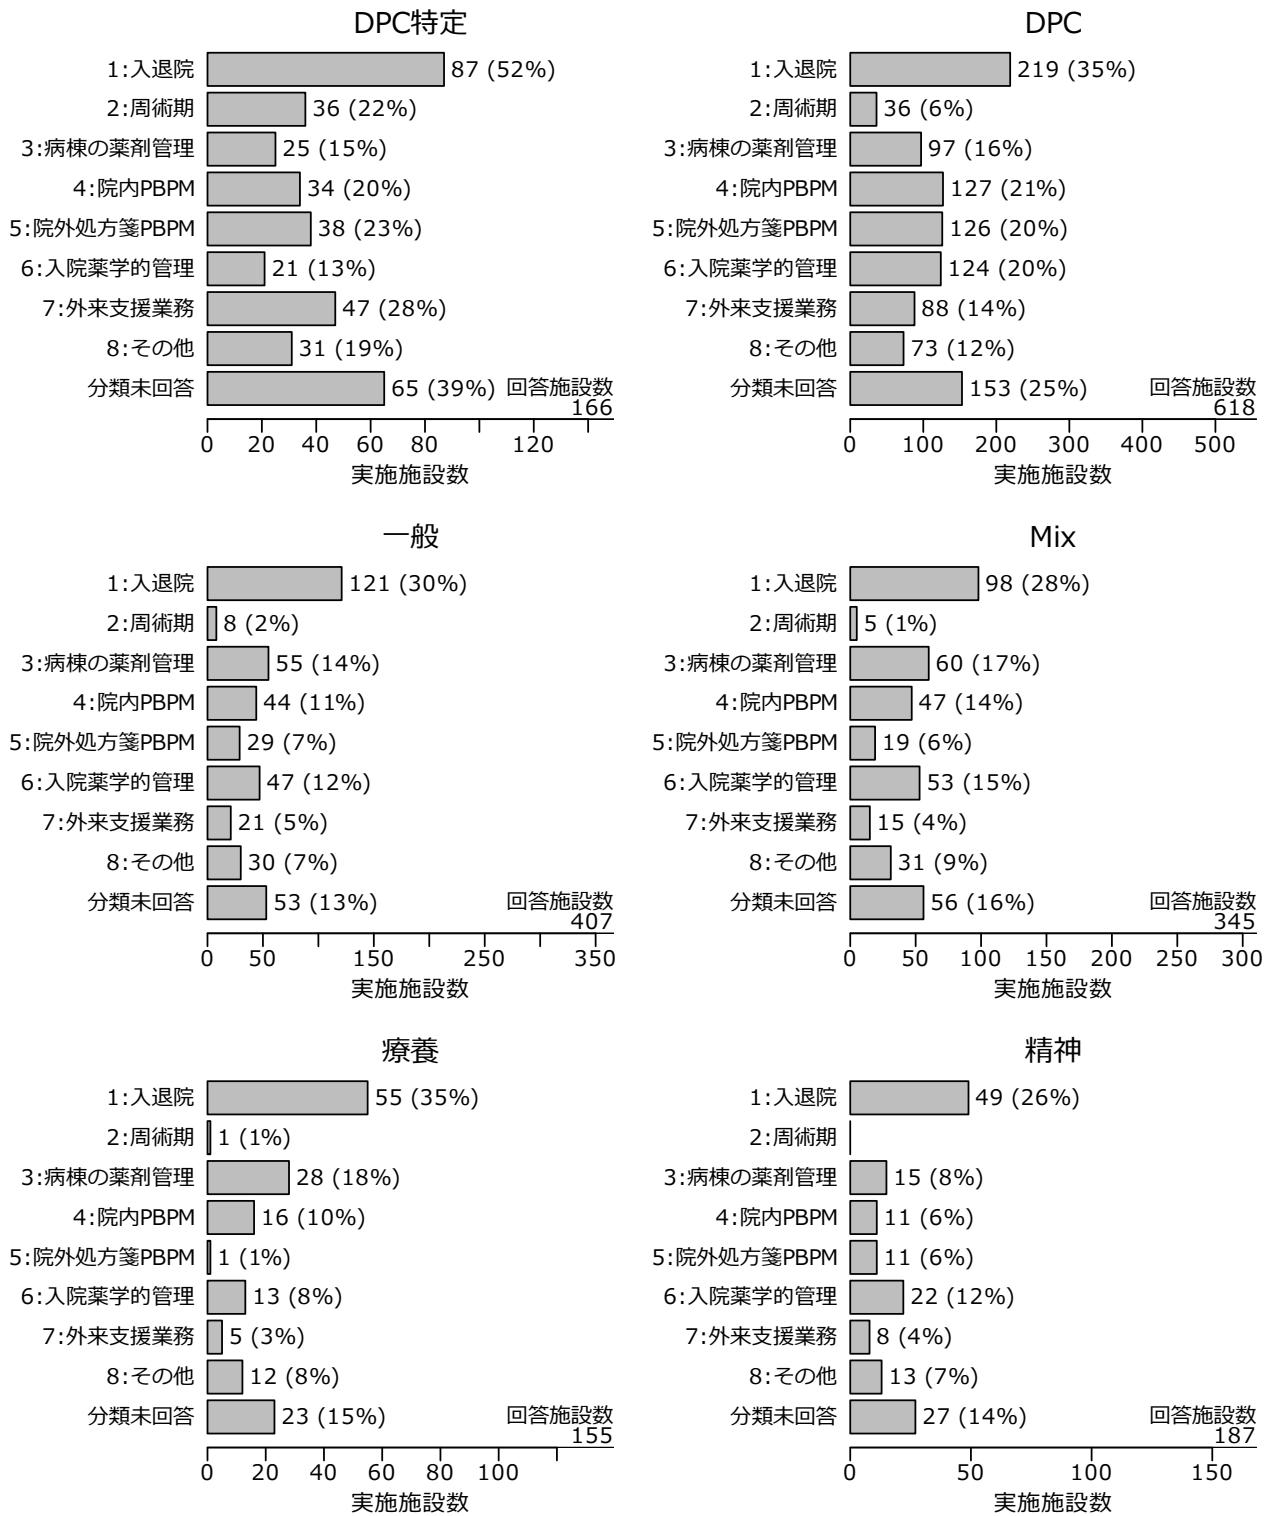 DPC特定
1:入退院 87 (52%)
2:周術期 36 (22%)
3:病棟の薬剤管理 25 (15%)
4:院内PBPM 34 (20%)
5:院外処方箋PBPM 38 (23%)
6:入院薬学的管理 21 (13%)
7:外来支援業務 47 (28%)
8:その他 31 (19%)
分類未回答 65 (39%) 回答施設数
166
0 20 40 60 80 120
実施施設数
DPC
1:入退院 219 (35%)
2:周術期 36 (6%)
3:病棟の薬剤管理 97 (16%)
4:院内PBPM 127 (21%)
5:院外処方箋PBPM 126 (20%)
6:入院薬学的管理 124 (20%)
7:外来支援業務 88 (14%)
8:その他 73 (12%)
分類未回答 153 (25%) 回答施設数
618
0 100 200 300 400 500
実施施設数
一般
1:入退院 121 (30%)
2:周術期 8 (2%)
3:病棟の薬剤管理 55 (14%)
4:院内PBPM 44 (11%)
5:院外処方箋PBPM 29 (7%)
6:入院薬学的管理 47 (12%)
7:外来支援業務 21 (5%)
8:その他 30 (7%)
分類未回答 53 (13%) 回答施設数
407
0 50 150 250 350
実施施設数
Mix
1:入退院 98 (28%)
2:周術期 5 (1%)
3:病棟の薬剤管理 60 (17%)
4:院内PBPM 47 (14%)
5:院外処方箋PBPM 19 (6%)
6:入院薬学的管理 53 (15%)
7:外来支援業務 15 (4%)
8:その他 31 (9%)
分類未回答 56 (16%) 回答施設数
345
0 50 100 150 200 250 300
実施施設数
療養
1:入退院 55 (35%)
2:周術期 1 (1%)
3:病棟の薬剤管理 28 (18%)
4:院内PBPM 16 (10%)
5:院外処方箋PBPM 1 (1%)
6:入院薬学的管理 13 (8%)
7:外来支援業務 5 (3%)
8:その他 12 (8%)
分類未回答 23 (15%) 回答施設数
155
0 20 40 60 80 100
実施施設数
精神
1:入退院 49 (26%)
2:周術期
3:病棟の薬剤管理 15 (8%)
4:院内PBPM 11 (6%)
5:院外処方箋PBPM 11 (6%)
6:入院薬学的管理 22 (12%)
7:外来支援業務 8 (4%)
8:その他 13 (7%)
分類未回答 27 (14%) 回答施設数
187
0 50 100 150
実施施設数